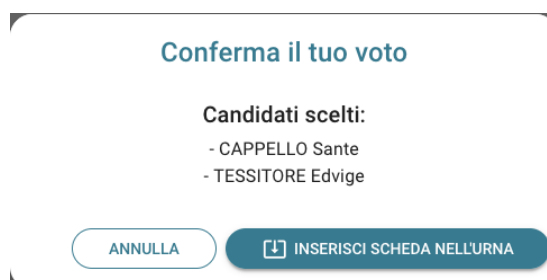 Conferma il tuo voto
Candidati scelti:
- CAPPELLO Sante
- TESSITORE Edvige
ANNULLA
INSERISCI SCHEDA NELL'URNA